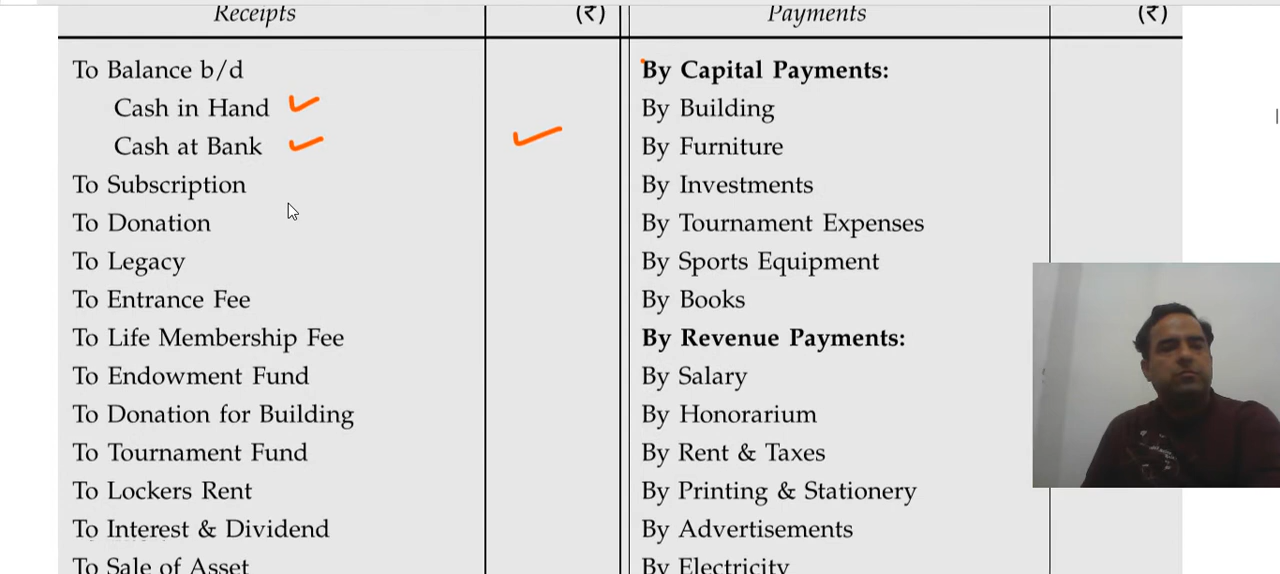 Receipts (₹) Payments (₹)
To Balance b/d By Capital Payments:
Cash in Hand By Building
Cash at Bank By Furniture
To Subscription By Investments
To Donation By Tournament Expenses
To Legacy By Sports Equipment
To Entrance Fee By Books
To Life Membership Fee By Revenue Payments:
To Endowment Fund By Salary
To Donation for Building By Honorarium
To Tournament Fund By Rent & Taxes
To Lockers Rent By Printing & Stationery
To Interest & Dividend By Advertisements
To Sale of Asset By Electricity